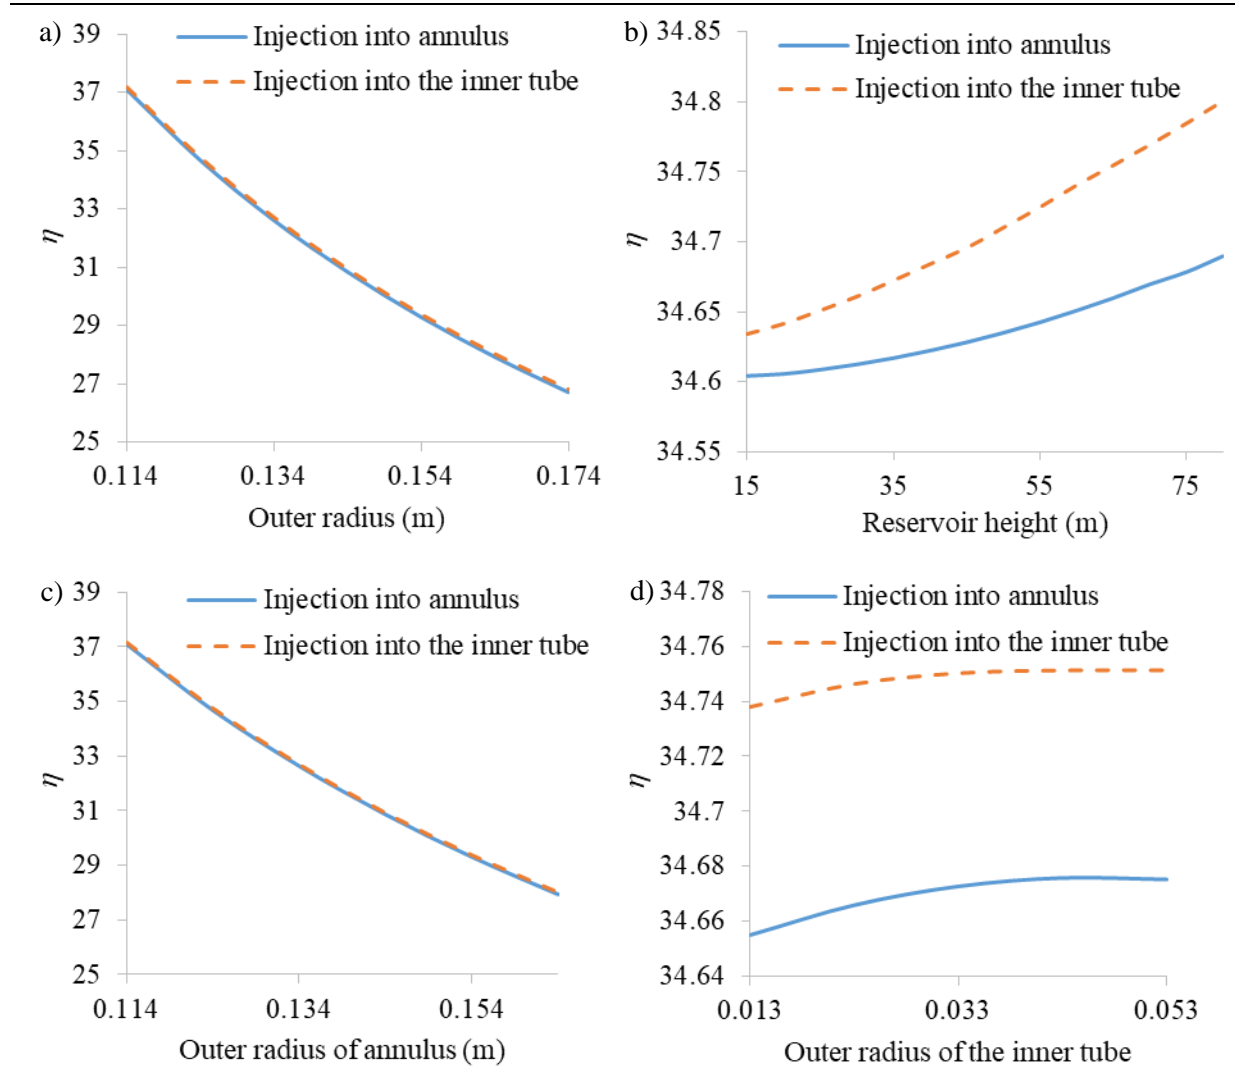 a)
39
37
35
33
31
29
27
25
η
Injection into annulus
Injection into the inner tube
0.114
0.134
0.154
0.174
Outer radius (m)
b)
34.85
34.8
34.75
34.7
34.65
34.6
34.55
η
Injection into annulus
Injection into the inner tube
15
35
55
75
Reservoir height (m)
c)
39
37
35
33
31
29
27
25
η
Injection into annulus
Injection into the inner tube
0.114
0.134
0.154
Outer radius of annulus (m)
d)
34.78
34.76
34.74
34.72
34.7
34.68
34.66
34.64
η
Injection into annulus
Injection into the inner tube
0.013
0.033
0.053
Outer radius of the inner tube